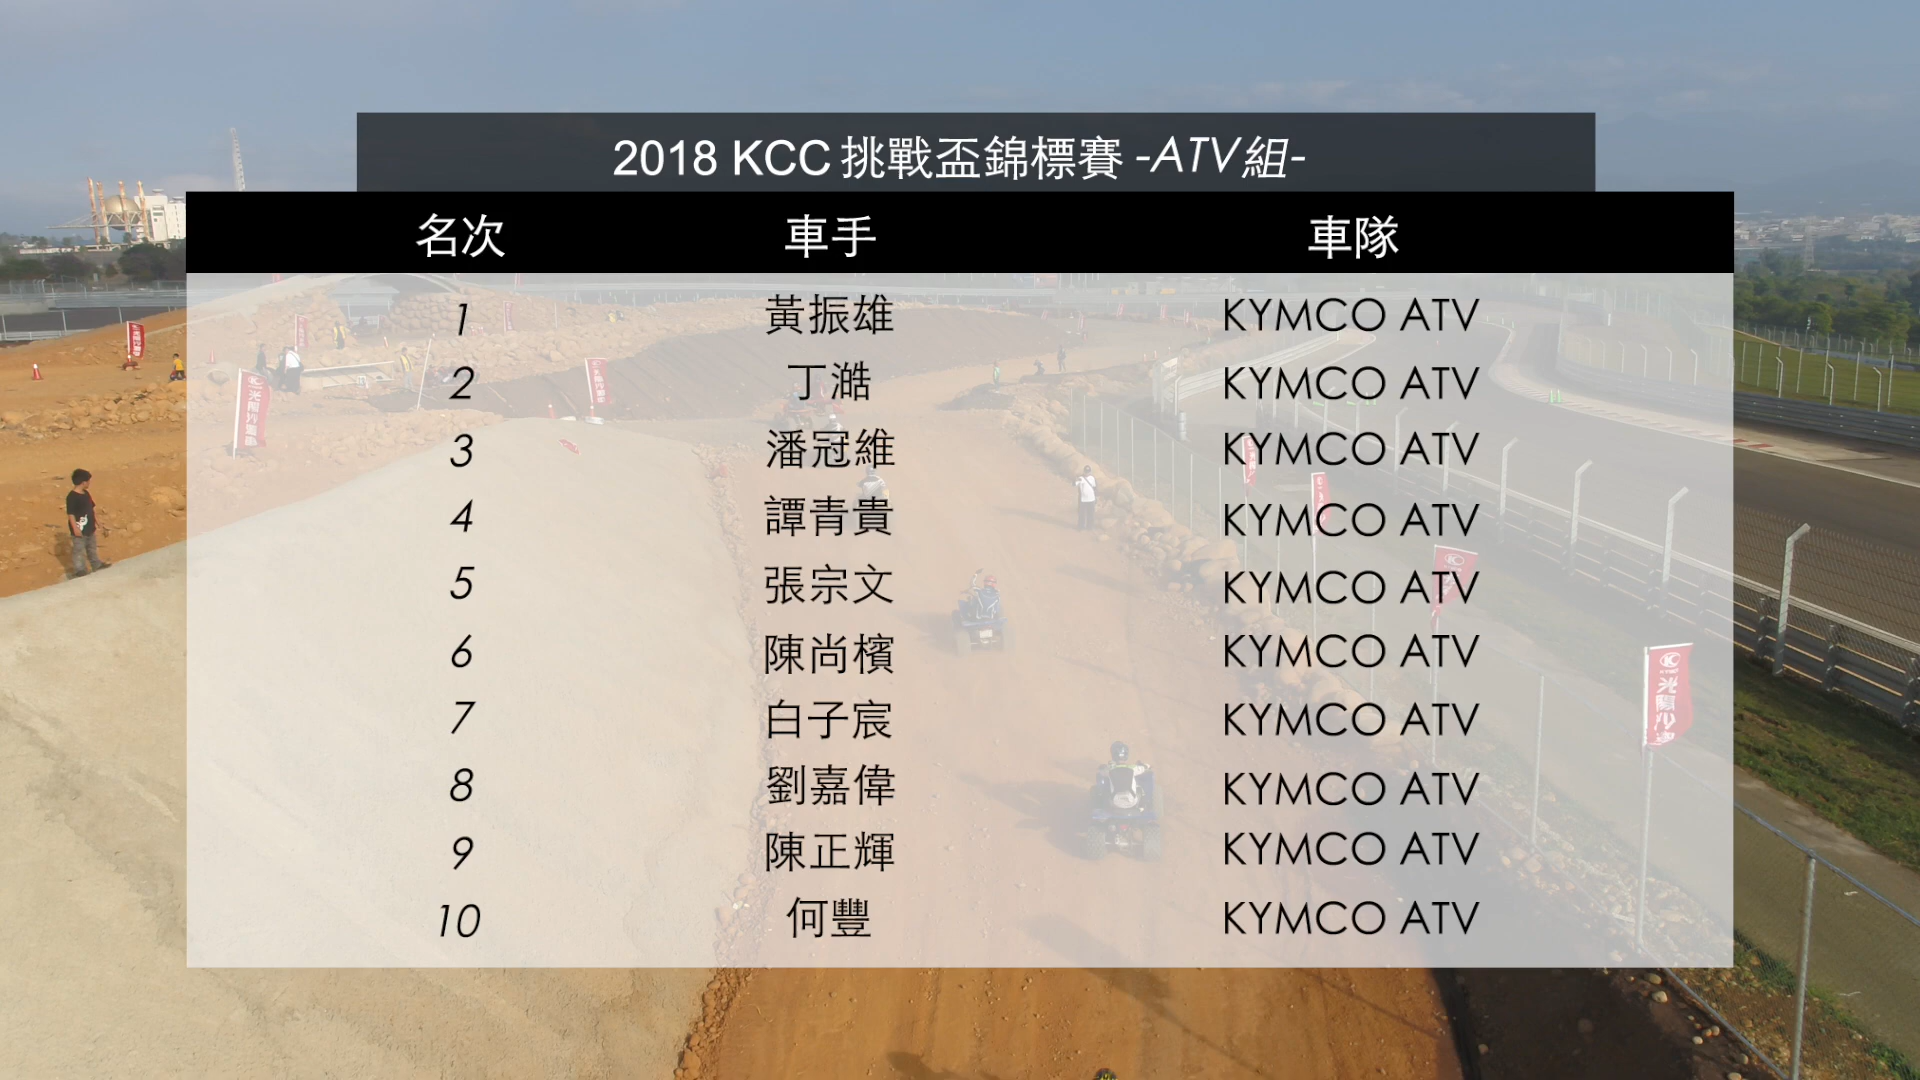 2018 KCC 挑戰盃錦標賽 -ATV組-
名次 車手 車隊
1 黃振雄 KYMCO ATV
2 丁澔 KYMCO ATV
3 潘冠維 KYMCO ATV
4 譚青貴 KYMCO ATV
5 張宗文 KYMCO ATV
6 陳尚檳 KYMCO ATV
7 白子宸 KYMCO ATV
8 劉嘉偉 KYMCO ATV
9 陳正輝 KYMCO ATV
10 何豐 KYMCO ATV